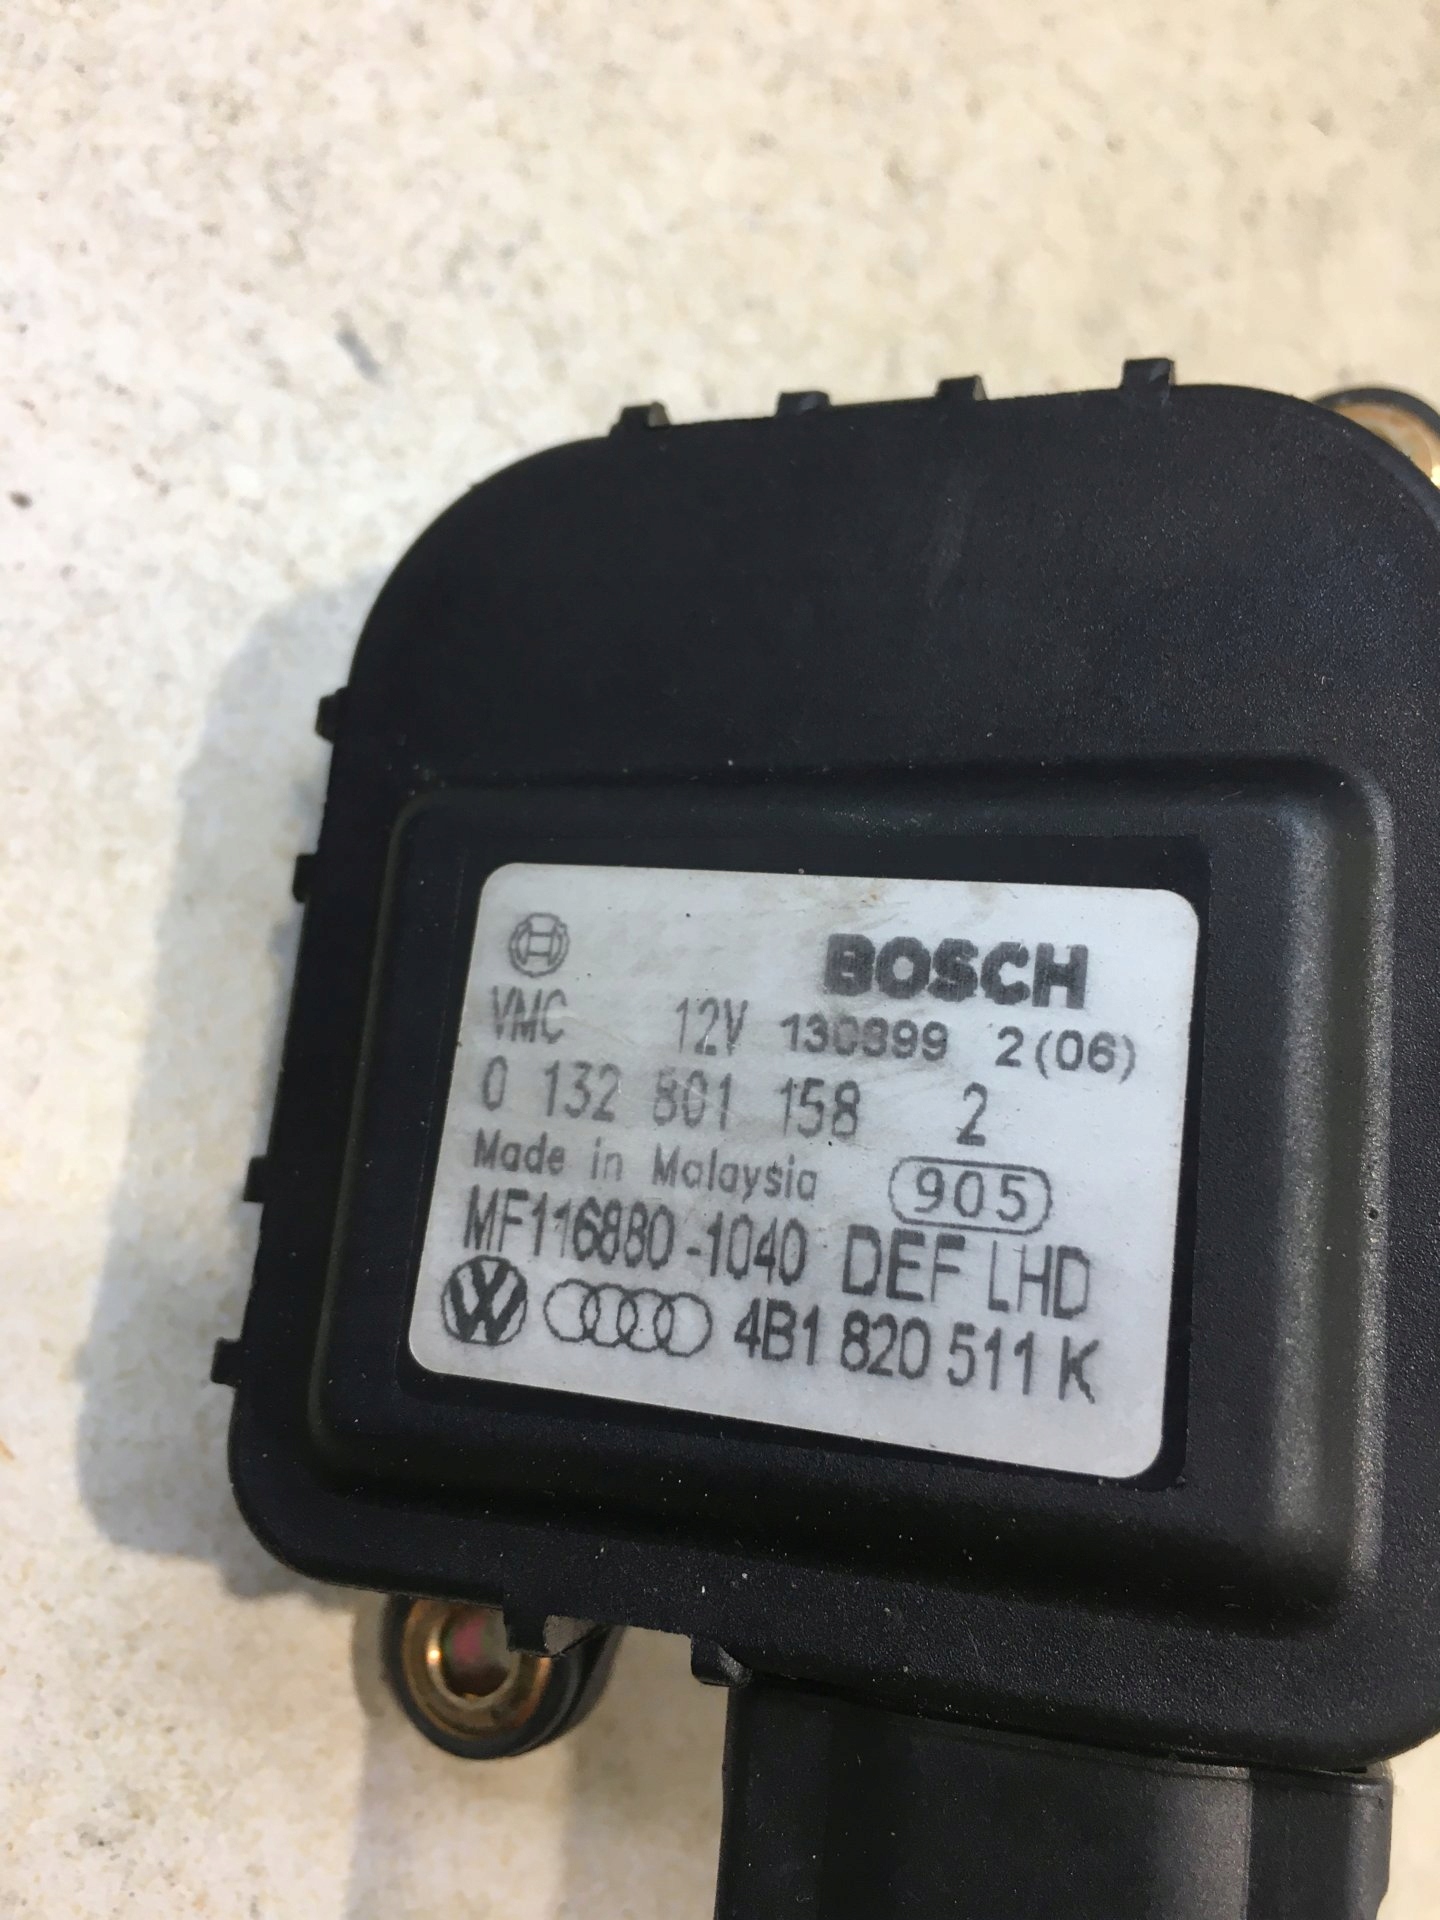 BOSCH
VMC 12V 130899 2(06)
0 132 801 158 2
Made in Malaysia 905
MF116880-1040 DEF LHD
VW 4B1 820 511 K